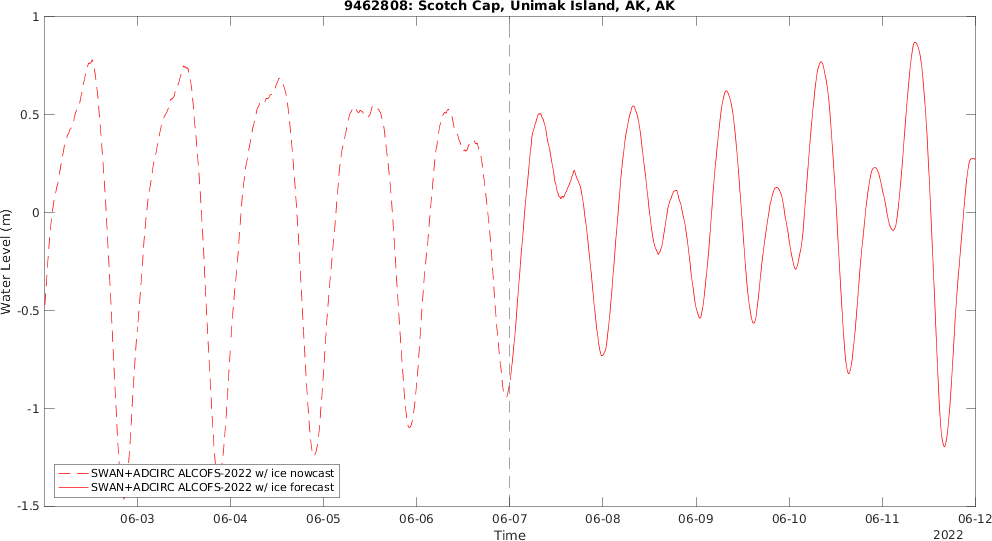 9462808: Scotch Cap, Unimak Island, AK, AK
1
0.5
0
-0.5
-1
-1.5
Water Level (m)
SWAN+ADCIRC ALCOFS-2022 w/ ice nowcast
SWAN+ADCIRC ALCOFS-2022 w/ ice forecast
06-03 06-04 06-05 06-06 06-07 06-08 06-09 06-10 06-11 06-12
Time
2022